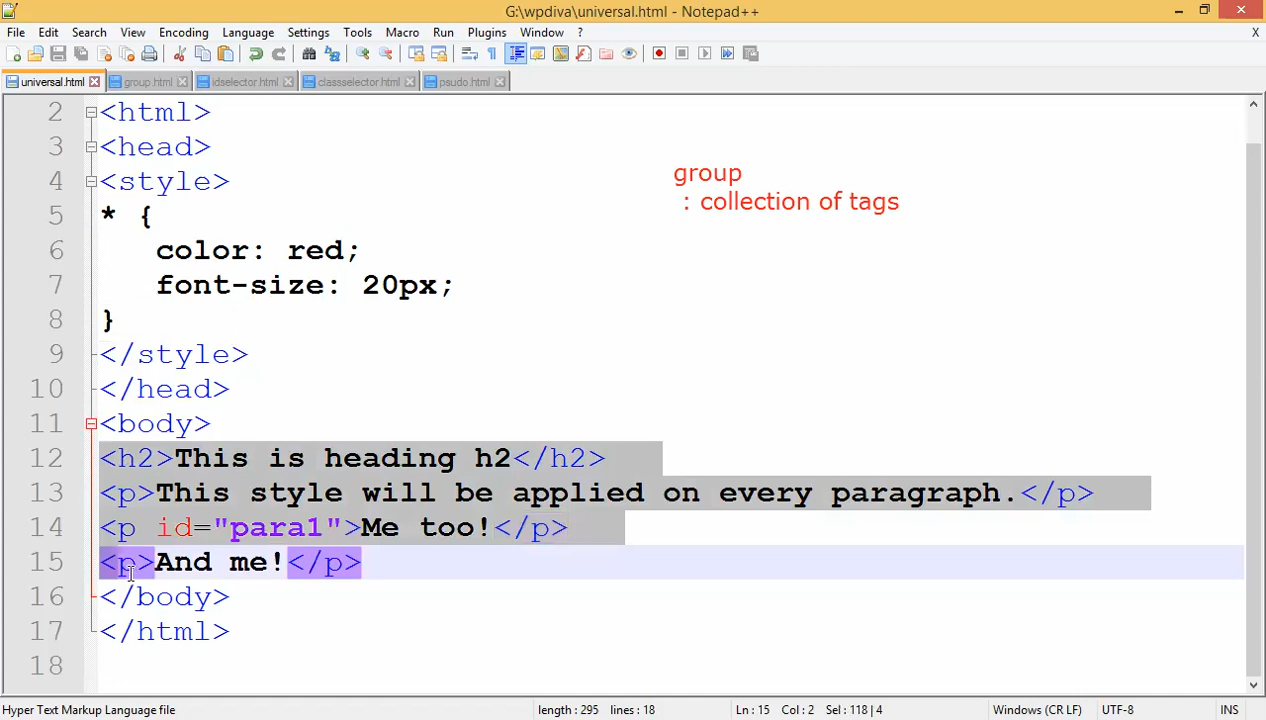 G:\wpdiva\universal.html - Notepad++
File Edit Search View Encoding Language Settings Tools Macro Run Plugins Window ? X
universal.html group.html idselector.html classselector.html psudo.html
2 <html>
3 <head>
4 <style>
5 * {
6 color: red;
7 font-size: 20px;
8 }
9 </style>
10 </head>
11 <body>
12 <h2>This is heading h2</h2>
13 <p>This style will be applied on every paragraph.</p>
14 <p id="para1">Me too!</p>
15 <p>And me!</p>
16 </body>
17 </html>
18
group
: collection of tags
Hyper Text Markup Language file length : 295 lines : 18 Ln : 15 Col : 2 Sel : 118 | 4 Windows (CR LF) UTF-8 INS